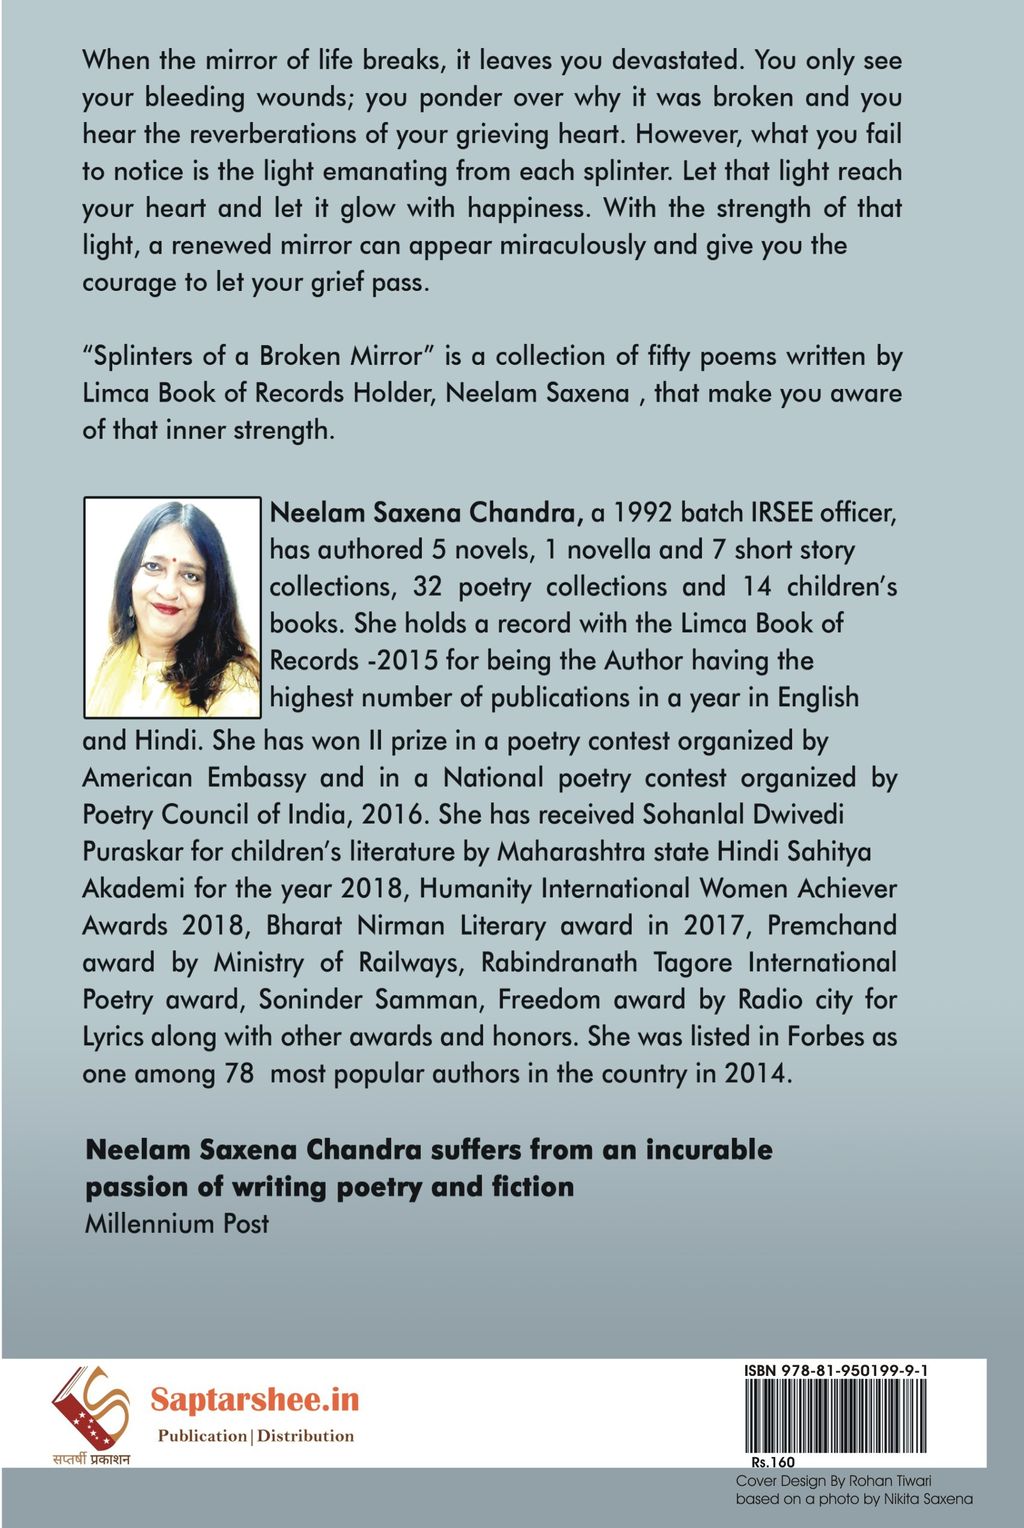 When the mirror of life breaks, it leaves you devastated. You only see
your bleeding wounds; you ponder over why it was broken and you
hear the reverberations of your grieving heart. However, what you fail
to notice is the light emanating from each splinter. Let that light reach
your heart and let it glow with happiness. With the strength of that
light, a renewed mirror can appear miraculously and give you the
courage to let your grief pass.
“Splinters of a Broken Mirror” is a collection of fifty poems written by
Limca Book of Records Holder, Neelam Saxena , that make you aware
of that inner strength.
Neelam Saxena Chandra, a 1992 batch IRSEE officer,
has authored 5 novels, 1 novella and 7 short story
collections, 32 poetry collections and 14 children’s
books. She holds a record with the Limca Book of
Records -2015 for being the Author having the
highest number of publications in a year in English
and Hindi. She has won II prize in a poetry contest organized by
American Embassy and in a National poetry contest organized by
Poetry Council of India, 2016. She has received Sohanlal Dwivedi
Puraskar for children’s literature by Maharashtra state Hindi Sahitya
Akademi for the year 2018, Humanity International Women Achiever
Awards 2018, Bharat Nirman Literary award in 2017, Premchand
award by Ministry of Railways, Rabindranath Tagore International
Poetry award, Soninder Samman, Freedom award by Radio city for
Lyrics along with other awards and honors. She was listed in Forbes as
one among 78 most popular authors in the country in 2014.
Neelam Saxena Chandra suffers from an incurable
passion of writing poetry and fiction
Millennium Post
सप्तर्षी प्रकाशन
Saptarshee.in
Publication|Distribution
ISBN 978-81-950199-9-1
Rs.160
Cover Design By Rohan Tiwari
based on a photo by Nikita Saxena